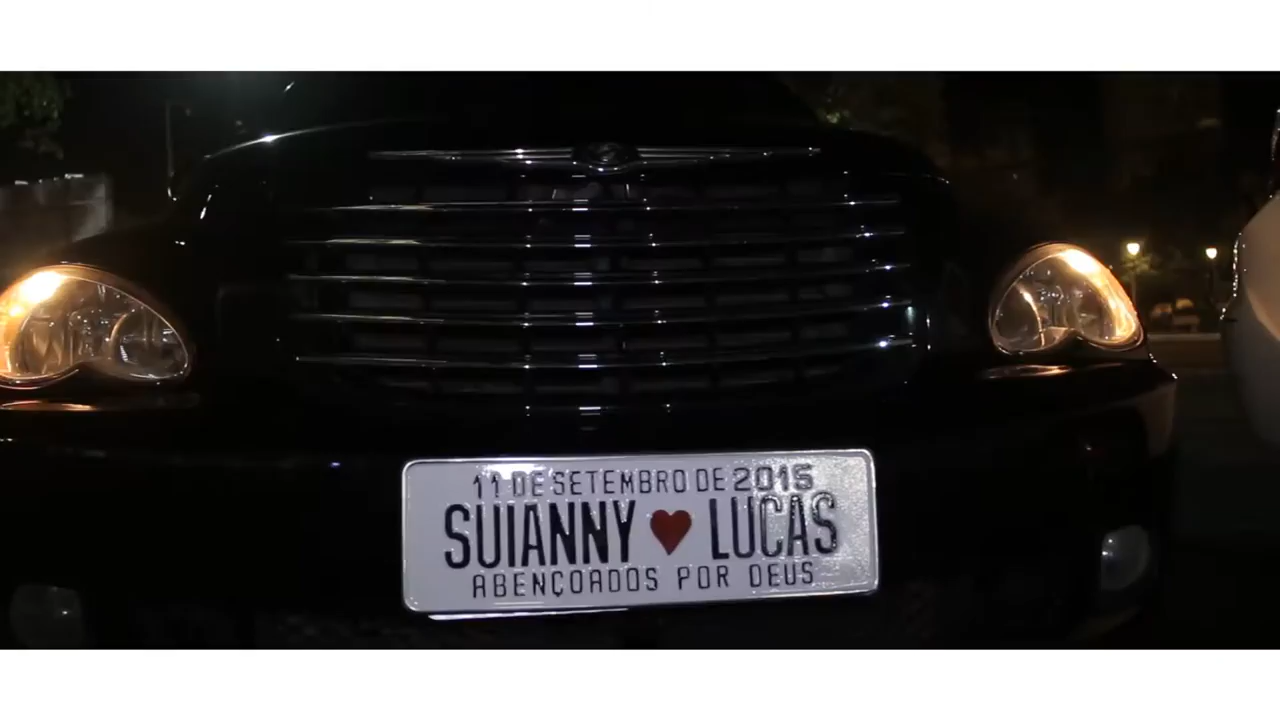 11 DE SETEMBRO DE 2015
SUIANNY ♥ LUCAS
ABENÇOADOS POR DEUS